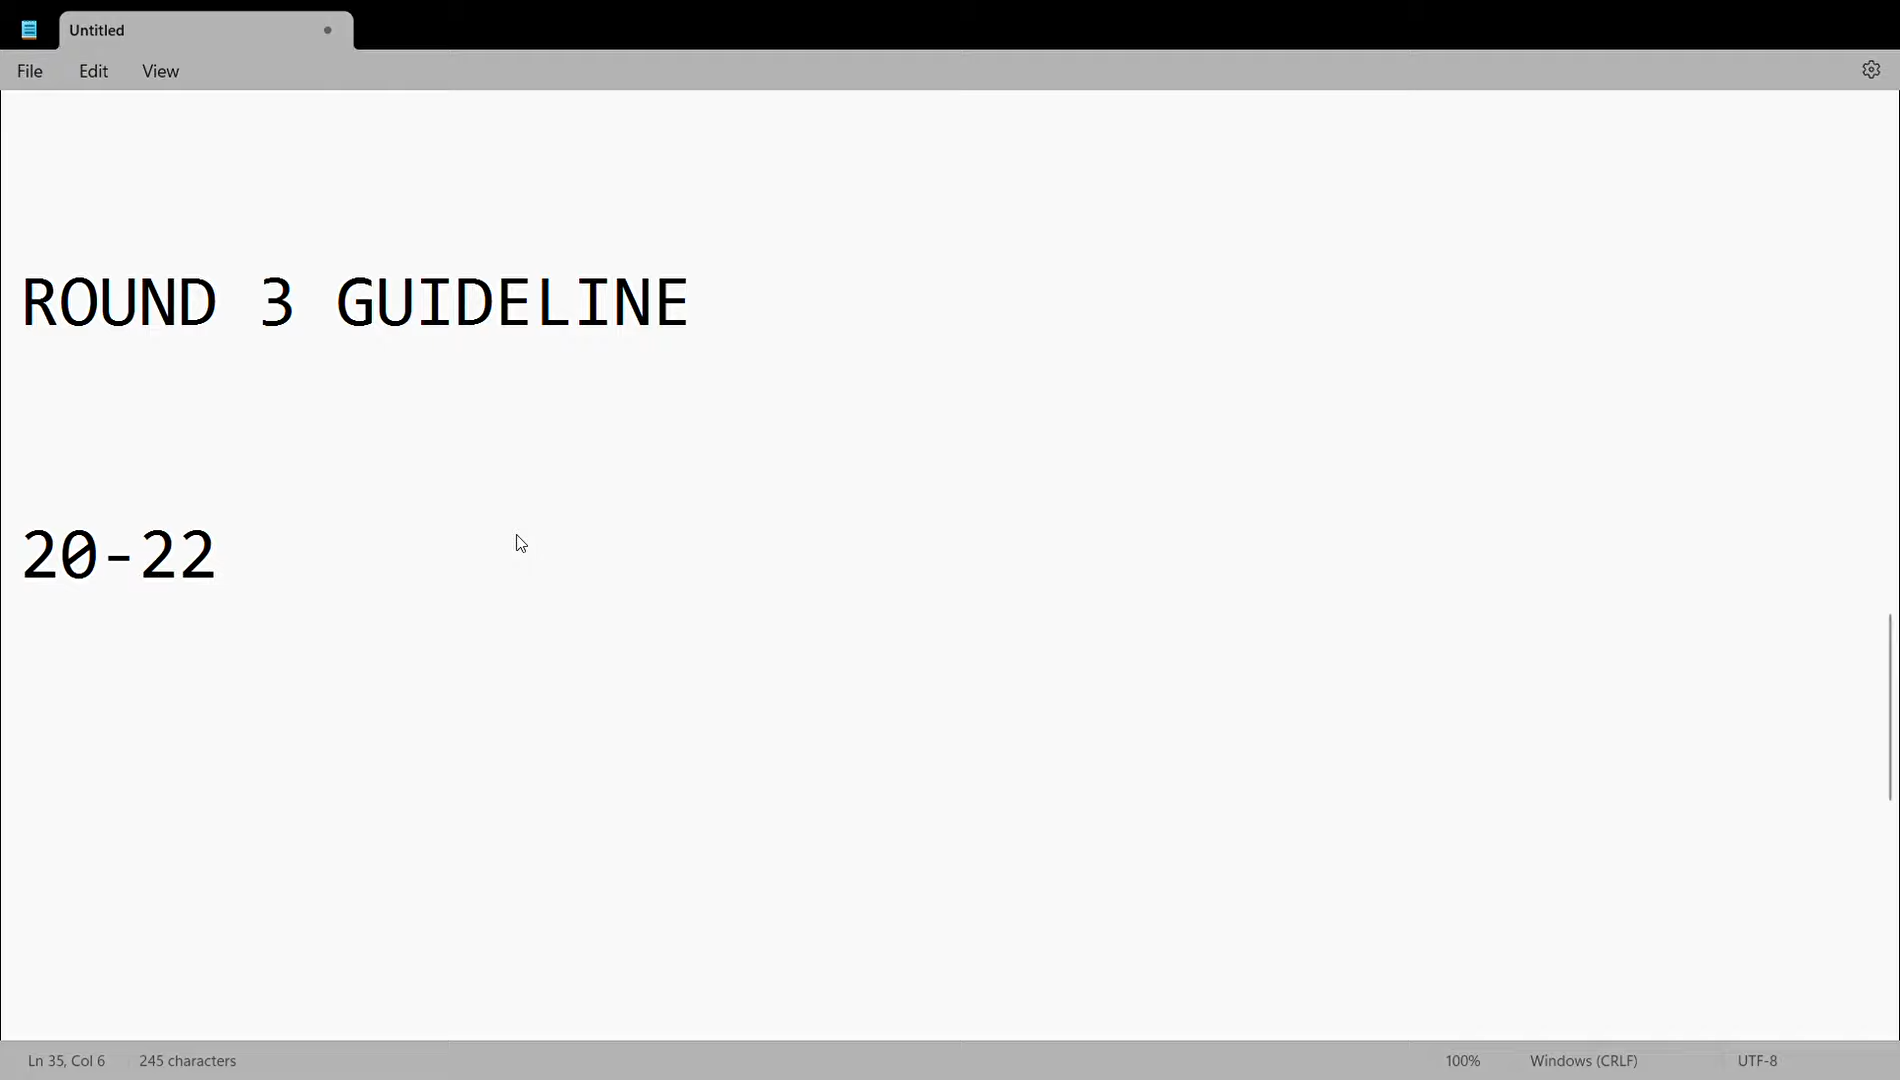 Untitled
File Edit View
ROUND 3 GUIDELINE
20-22
Ln 35, Col 6 245 characters 100% Windows (CRLF) UTF-8